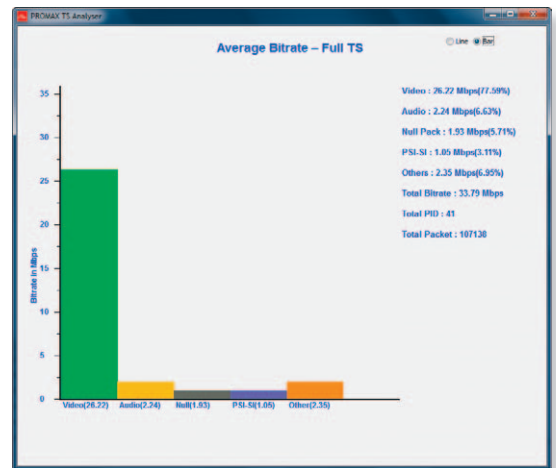 PROMAX TS Analyser
Average Bitrate – Full TS
Line Bar
Video : 26.22 Mbps(77.59%)
Audio : 2.24 Mbps(6.63%)
Null Pack : 1.93 Mbps(5.71%)
PSI-SI : 1.05 Mbps(3.11%)
Others : 2.35 Mbps(6.95%)
Total Bitrate : 33.79 Mbps
Total PID : 41
Total Packet : 107138
Bitrate in Mbps
35
30
25
20
15
10
5
0
Video(26.22) Audio(2.24) Null(1.93) PSI-SI(1.05) Other(2.35)